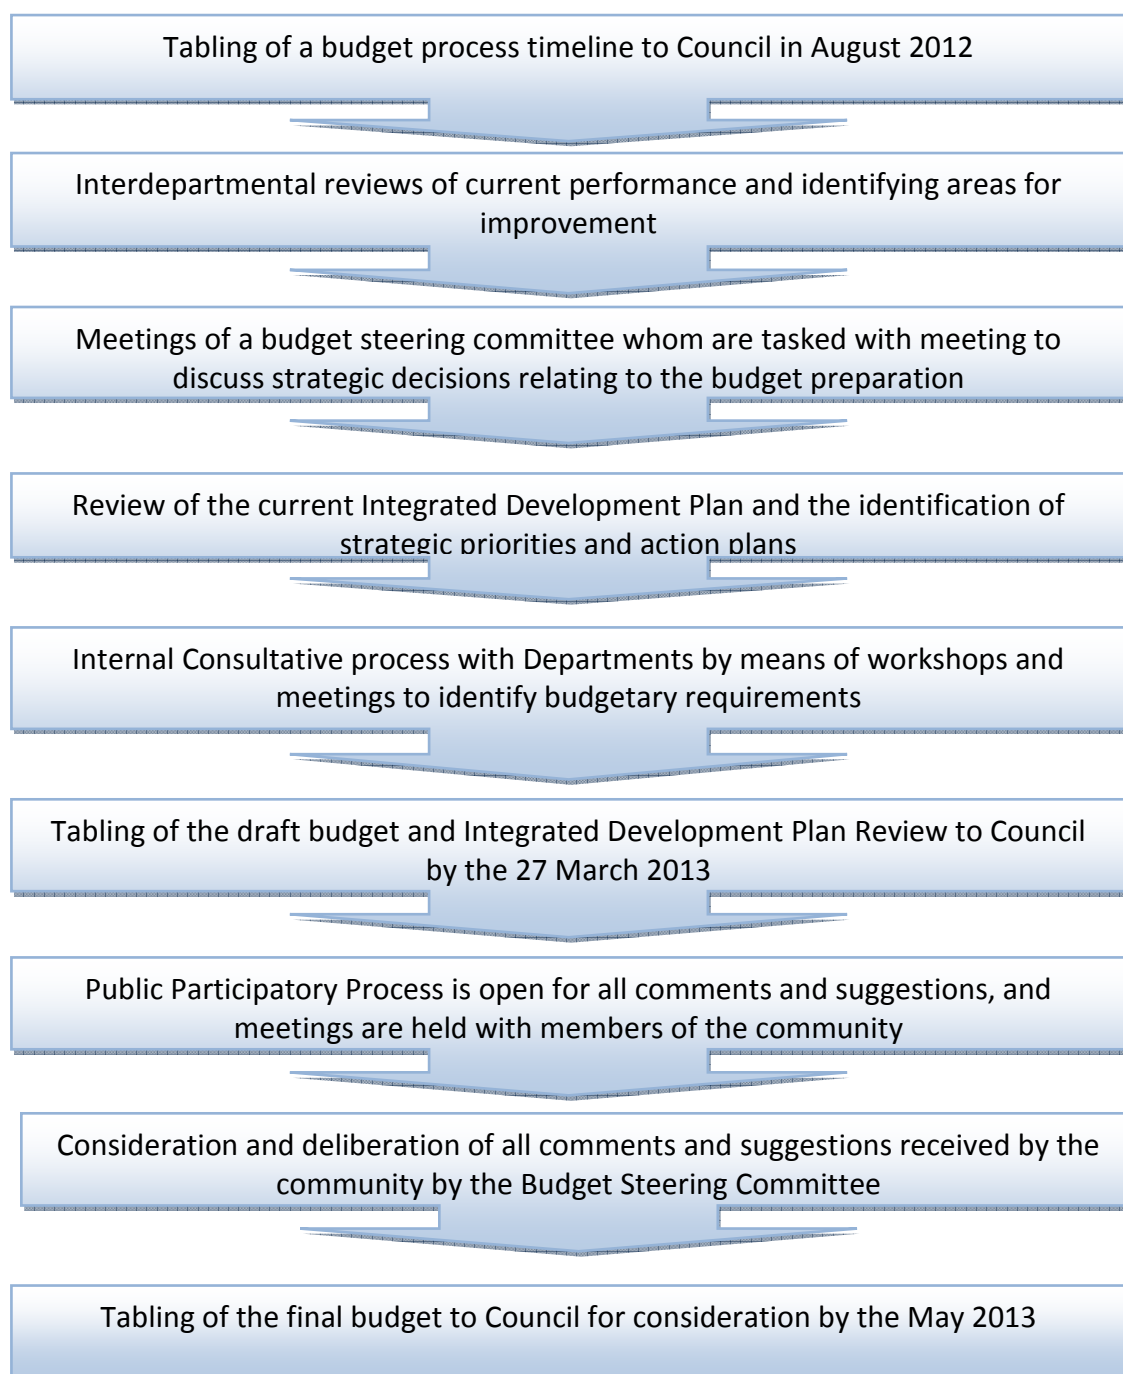 Tabling of a budget process timeline to Council in August 2012
Interdepartmental reviews of current performance and identifying areas for
improvement
Meetings of a budget steering committee whom are tasked with meeting to
discuss strategic decisions relating to the budget preparation
Review of the current Integrated Development Plan and the identification of
strategic priorities and action plans
Internal Consultative process with Departments by means of workshops and
meetings to identify budgetary requirements
Tabling of the draft budget and Integrated Development Plan Review to Council
by the 27 March 2013
Public Participatory Process is open for all comments and suggestions, and
meetings are held with members of the community
Consideration and deliberation of all comments and suggestions received by the
community by the Budget Steering Committee
Tabling of the final budget to Council for consideration by the May 2013